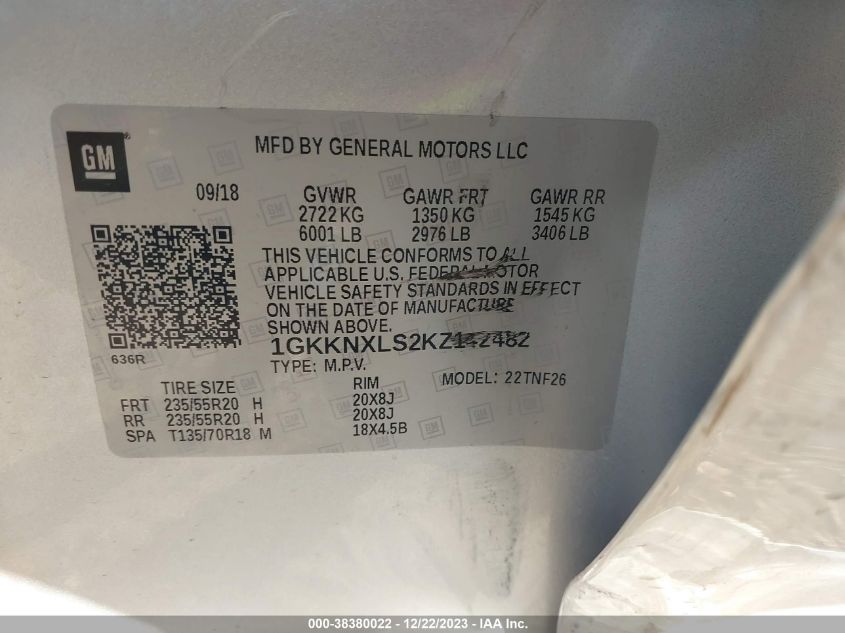 GM
MFD BY GENERAL MOTORS LLC
09/18 GVWR GAWR FRT GAWR RR
2722 KG 1350 KG 1545 KG
6001 LB 2976 LB 3406 LB
THIS VEHICLE CONFORMS TO ALL
APPLICABLE U.S. FEDERAL MOTOR
VEHICLE SAFETY STANDARDS IN EFFECT
ON THE DATE OF MANUFACTURE
SHOWN ABOVE.
636R
1GKKNXLS2KZ142482
TYPE: M.P.V.
MODEL: 22TNF26
TIRE SIZE RIM
FRT 235/55R20 H 20X8J
RR 235/55R20 H 20X8J
SPA T135/70R18 M 18X4.5B
000-38380022 - 12/22/2023 - IAA Inc.